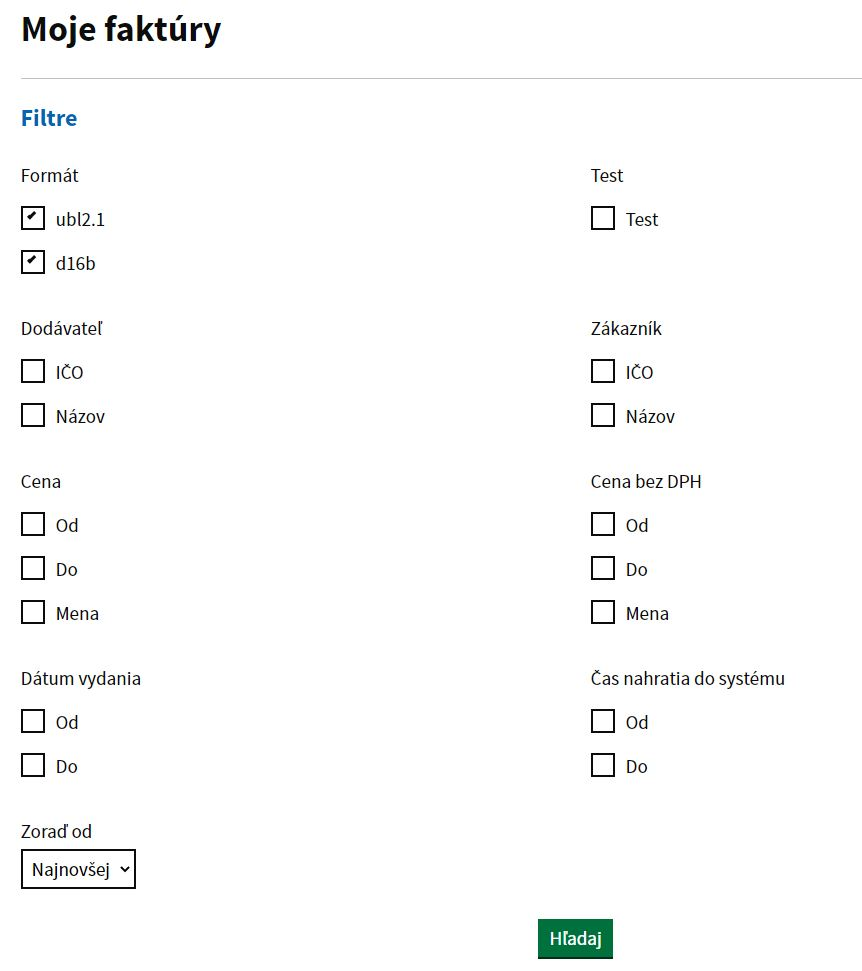 Moje faktúry
Filtre
Formát
ubl2.1
d16b
Test
Test
Dodávateľ
IČO
Názov
Zákazník
IČO
Názov
Cena
Od
Do
Mena
Cena bez DPH
Od
Do
Mena
Dátum vydania
Od
Do
Čas nahratia do systému
Od
Do
Zoraď od
Najnovšej
Hľadaj